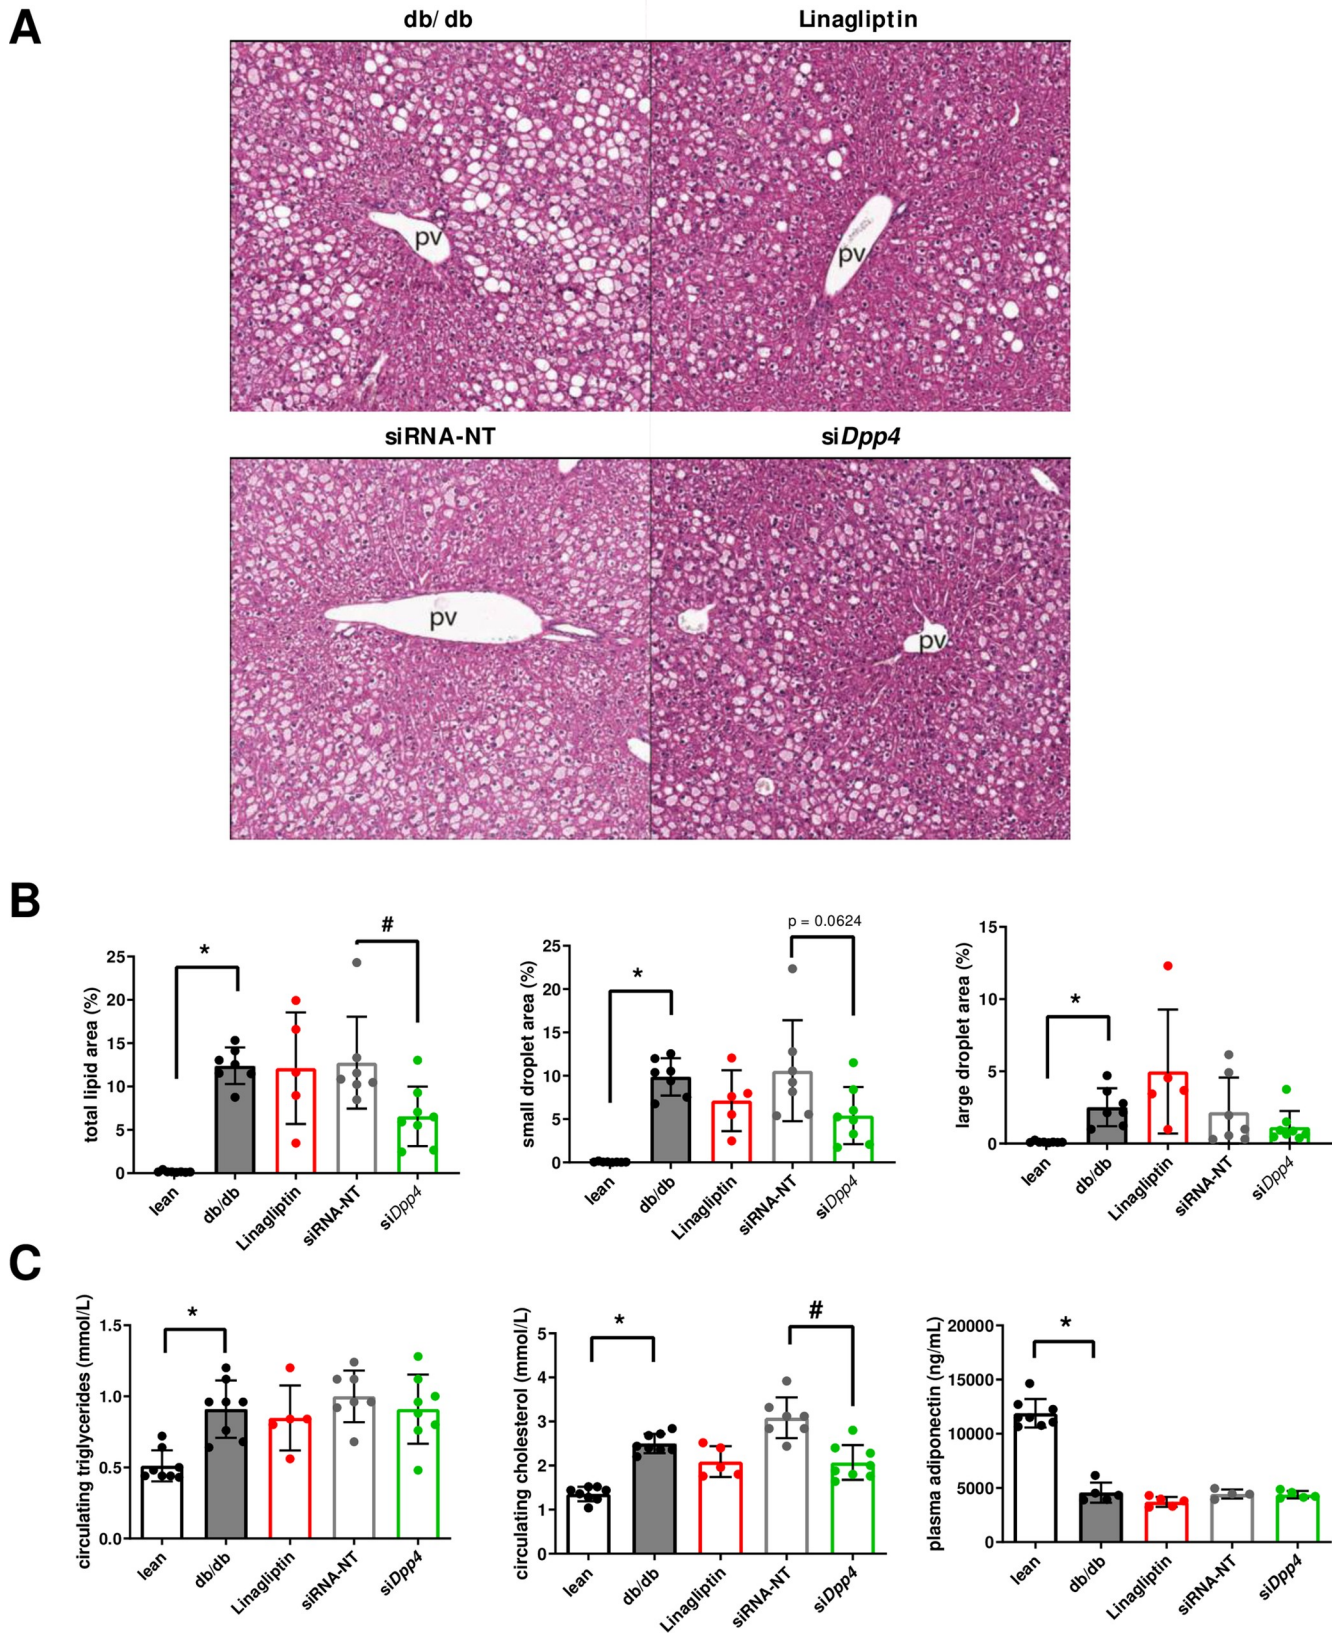 A
db/db
Linagliptin
pv
pv
siRNA-NT
siDpp4
pv
pv
B
total lipid area (%)
25
20
15
10
5
0
*
#
lean
db/db
Linagliptin
siRNA-NT
siDpp4
small droplet area (%)
25
20
15
10
5
0
*
p = 0.0624
lean
db/db
Linagliptin
siRNA-NT
siDpp4
large droplet area (%)
15
10
5
0
*
lean
db/db
Linagliptin
siRNA-NT
siDpp4
C
circulating triglycerides (mmol/L)
1.5
1.0
0.5
0.0
*
lean
db/db
Linagliptin
siRNA-NT
siDpp4
circulating cholesterol (mmol/L)
5
4
3
2
1
0
*
#
lean
db/db
Linagliptin
siRNA-NT
siDpp4
plasma adiponectin (ng/mL)
20000
15000
10000
5000
0
*
lean
db/db
Linagliptin
siRNA-NT
siDpp4